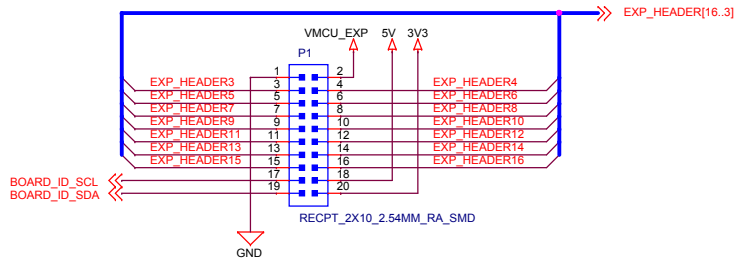 EXP_HEADER[16..3]
VMCU_EXP 5V 3V3
P1
1 2
EXP_HEADER3 3 4 EXP_HEADER4
EXP_HEADER5 5 6 EXP_HEADER6
EXP_HEADER7 7 8 EXP_HEADER8
EXP_HEADER9 9 10 EXP_HEADER10
EXP_HEADER11 11 12 EXP_HEADER12
EXP_HEADER13 13 14 EXP_HEADER14
EXP_HEADER15 15 16 EXP_HEADER16
BOARD_ID_SCL 17 18
BOARD_ID_SDA 19 20
RECPT_2X10_2.54MM_RA_SMD
GND